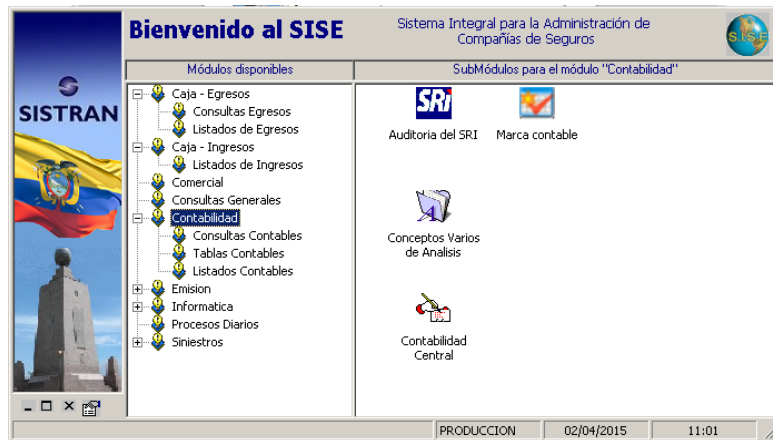 Bienvenido al SISE
Sistema Integral para la Administración de
Compañías de Seguros
S.I.S.E
Módulos disponibles
SubMódulos para el módulo "Contabilidad"
SISTRAN
Caja - Egresos
Consultas Egresos
Listados de Egresos
Caja - Ingresos
Listados de Ingresos
Comercial
Consultas Generales
Contabilidad
Consultas Contables
Tablas Contables
Listados Contables
Emision
Informatica
Procesos Diarios
Siniestros
SRi
Auditoria del SRI
Marca contable
Conceptos Varios
de Analisis
Contabilidad
Central
PRODUCCION
02/04/2015
11:01